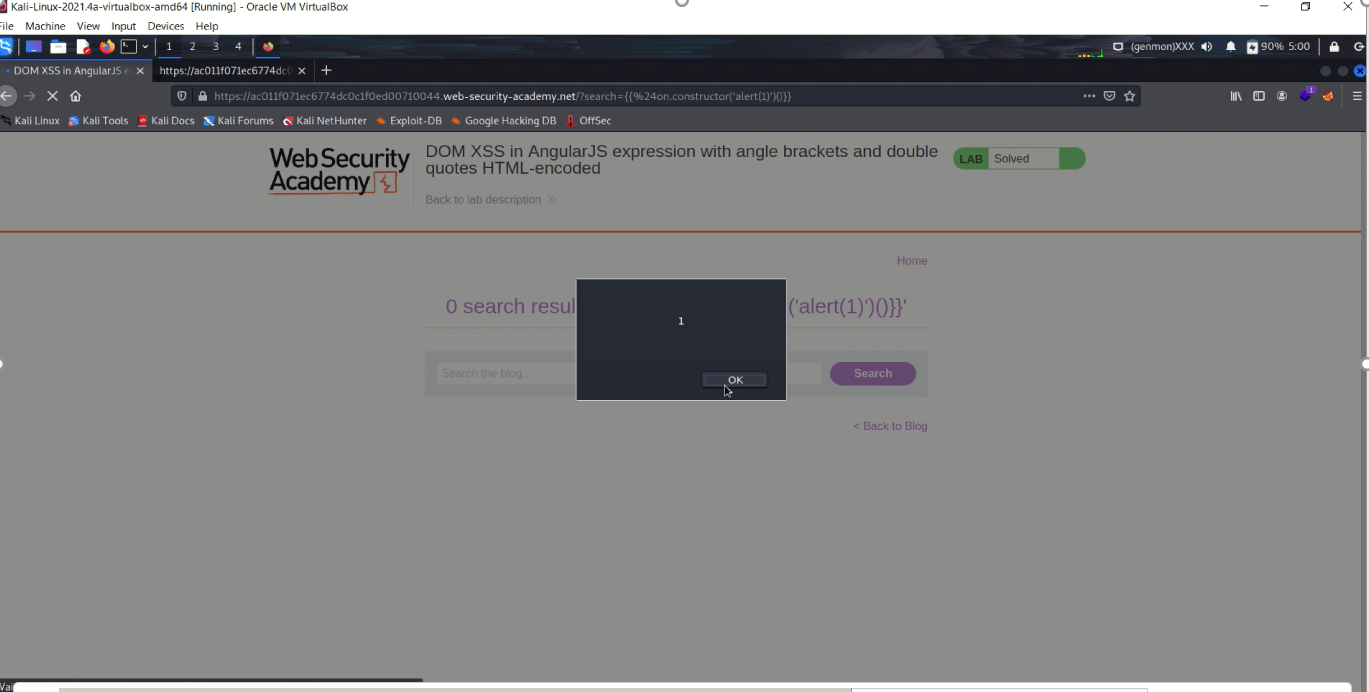 Kali-Linux-2021.4a-virtualbox-amd64 [Running] - Oracle VM VirtualBox
File Machine View Input Devices Help
1 2 3 4 (genmon)XXX 90% 5:00
DOM XSS in AngularJS e https://ac011f071ec6774dc0
https://ac011f071ec6774dc0c1f0ed00710044.web-security-academy.net/?search={{%24on.constructor('alert(1)')()}}
1
Kali Linux Kali Tools Kali Docs Kali Forums Kali NetHunter Exploit-DB Google Hacking DB OffSec
WebSecurity
Academy
DOM XSS in AngularJS expression with angle brackets and double
quotes HTML-encoded
LAB Solved
Back to lab description
Home
0 search resul ('alert(1)')()}}'
1
Search the blog... Search
OK
< Back to Blog